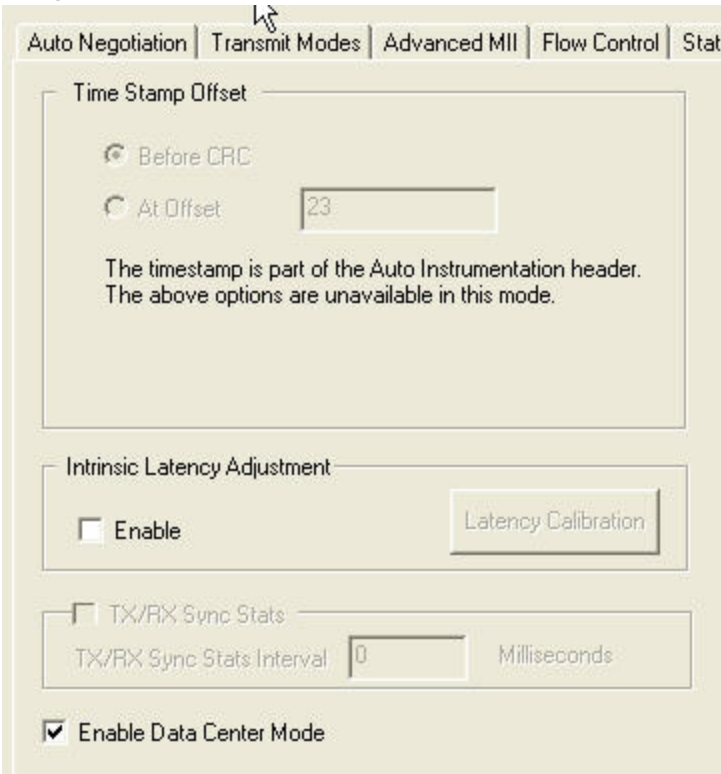 Auto Negotiation Transmit Modes Advanced MII Flow Control Stat
Time Stamp Offset
Before CRC
At Offset 23
The timestamp is part of the Auto Instrumentation header.
The above options are unavailable in this mode.
Intrinsic Latency Adjustment
Enable Latency Calibration
TX/RX Sync Stats
TX/RX Sync Stats Interval 0 Milliseconds
Enable Data Center Mode